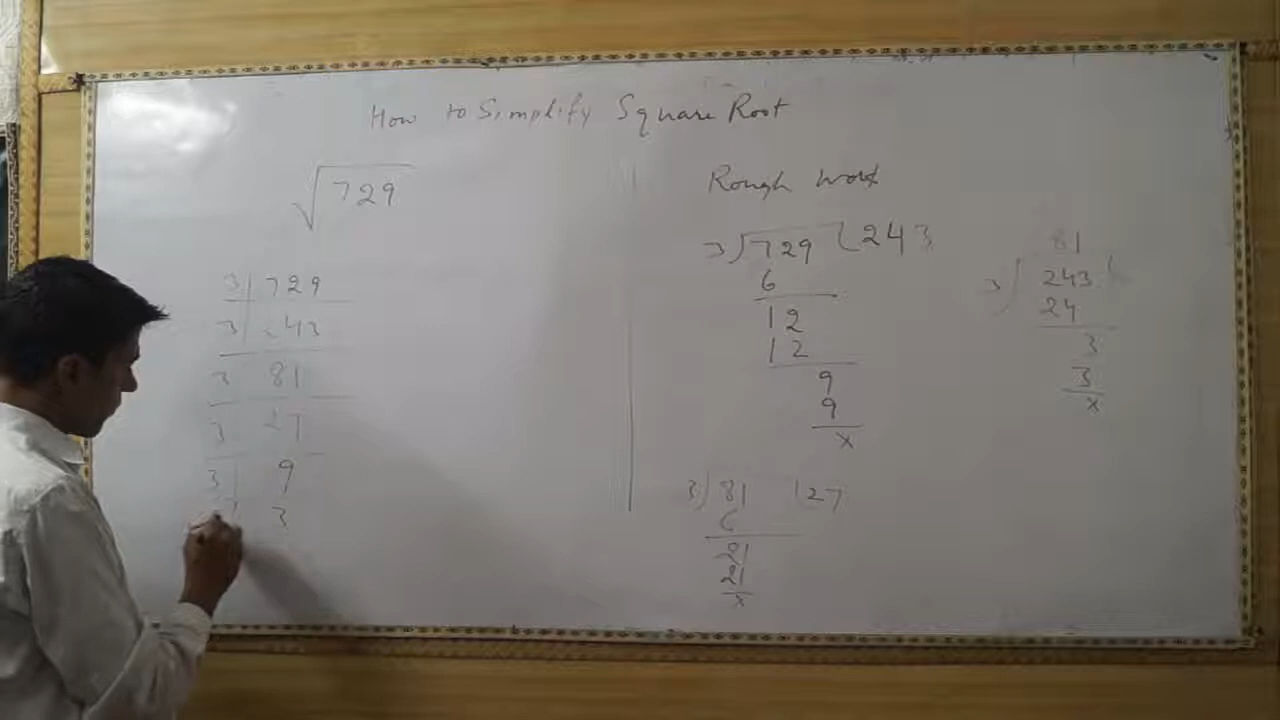 How to Simplify Square Root
√729
3 | 729
3 | 243
3 81
3 27
3 | 9
3
Rough work
3)729(243
6
12
12
9
9
x
81
3)243(
24
3
3
x
3)81(27
6
21
21
x